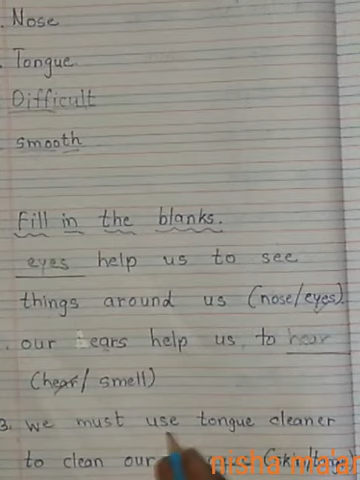 . Nose
. Tongue
Difficult
smooth
Fill in the blanks.
eyes help us to see
things around us (nose/eyes).
. our ears help us to hear
(hear/ smell)
3. we must use tongue cleaner
to clean our
nisha ma'am